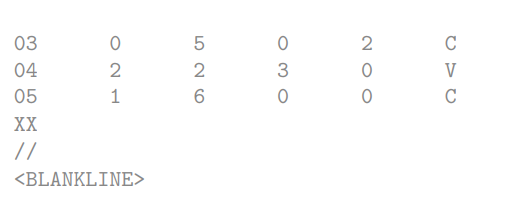 03 0 5 0 2 C
04 2 2 3 0 V
05 1 6 0 0 C
XX
//
<BLANKLINE>